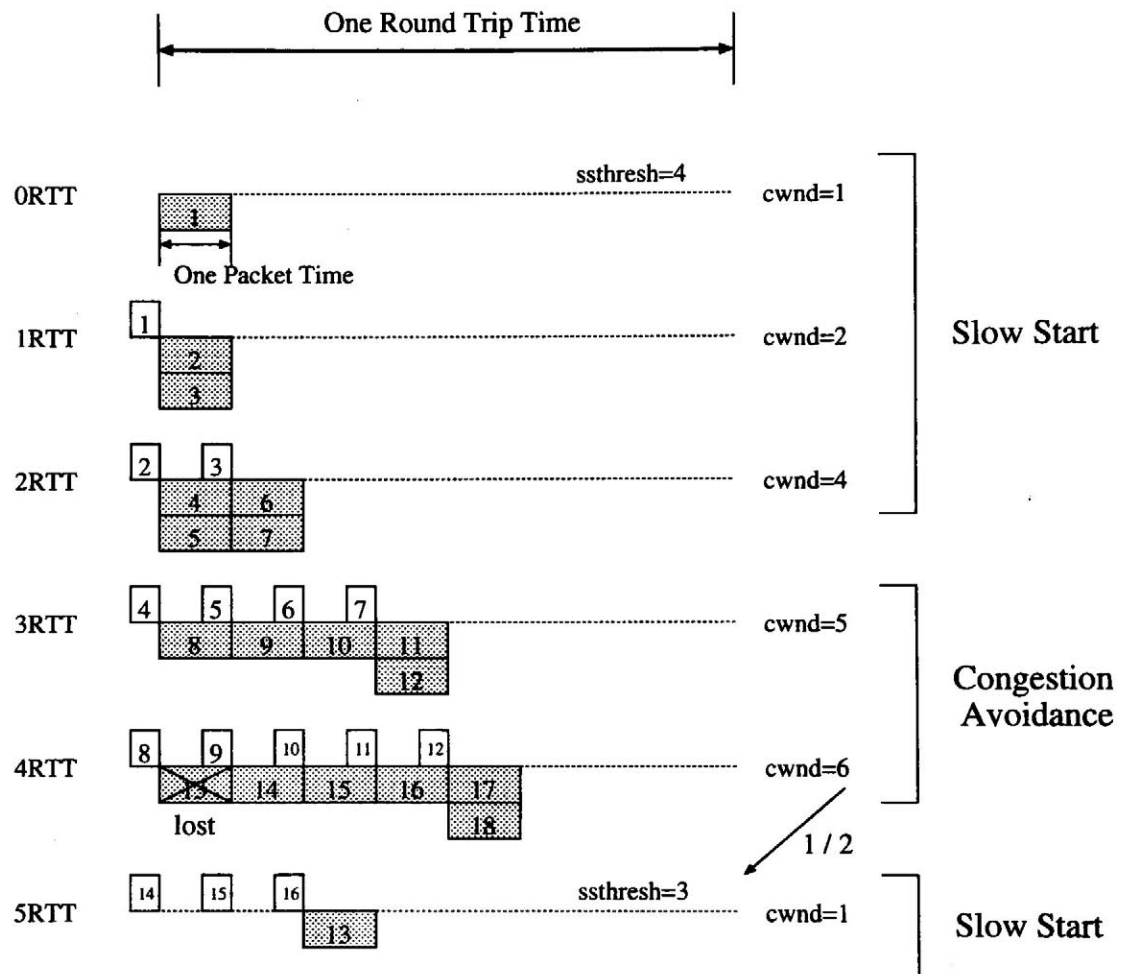 One Round Trip Time
ssthresh=4
0RTT
cwnd=1
1
One Packet Time
1
1RTT
cwnd=2
Slow Start
2
3
2 3
2RTT
cwnd=4
4 6
5 7
4 5 6 7
3RTT
cwnd=5
8 9 10 11
12
Congestion
Avoidance
8 9 10 11 12
4RTT
cwnd=6
13 14 15 16 17
lost
18
1 / 2
14 15 16
ssthresh=3
5RTT
cwnd=1
Slow Start
13